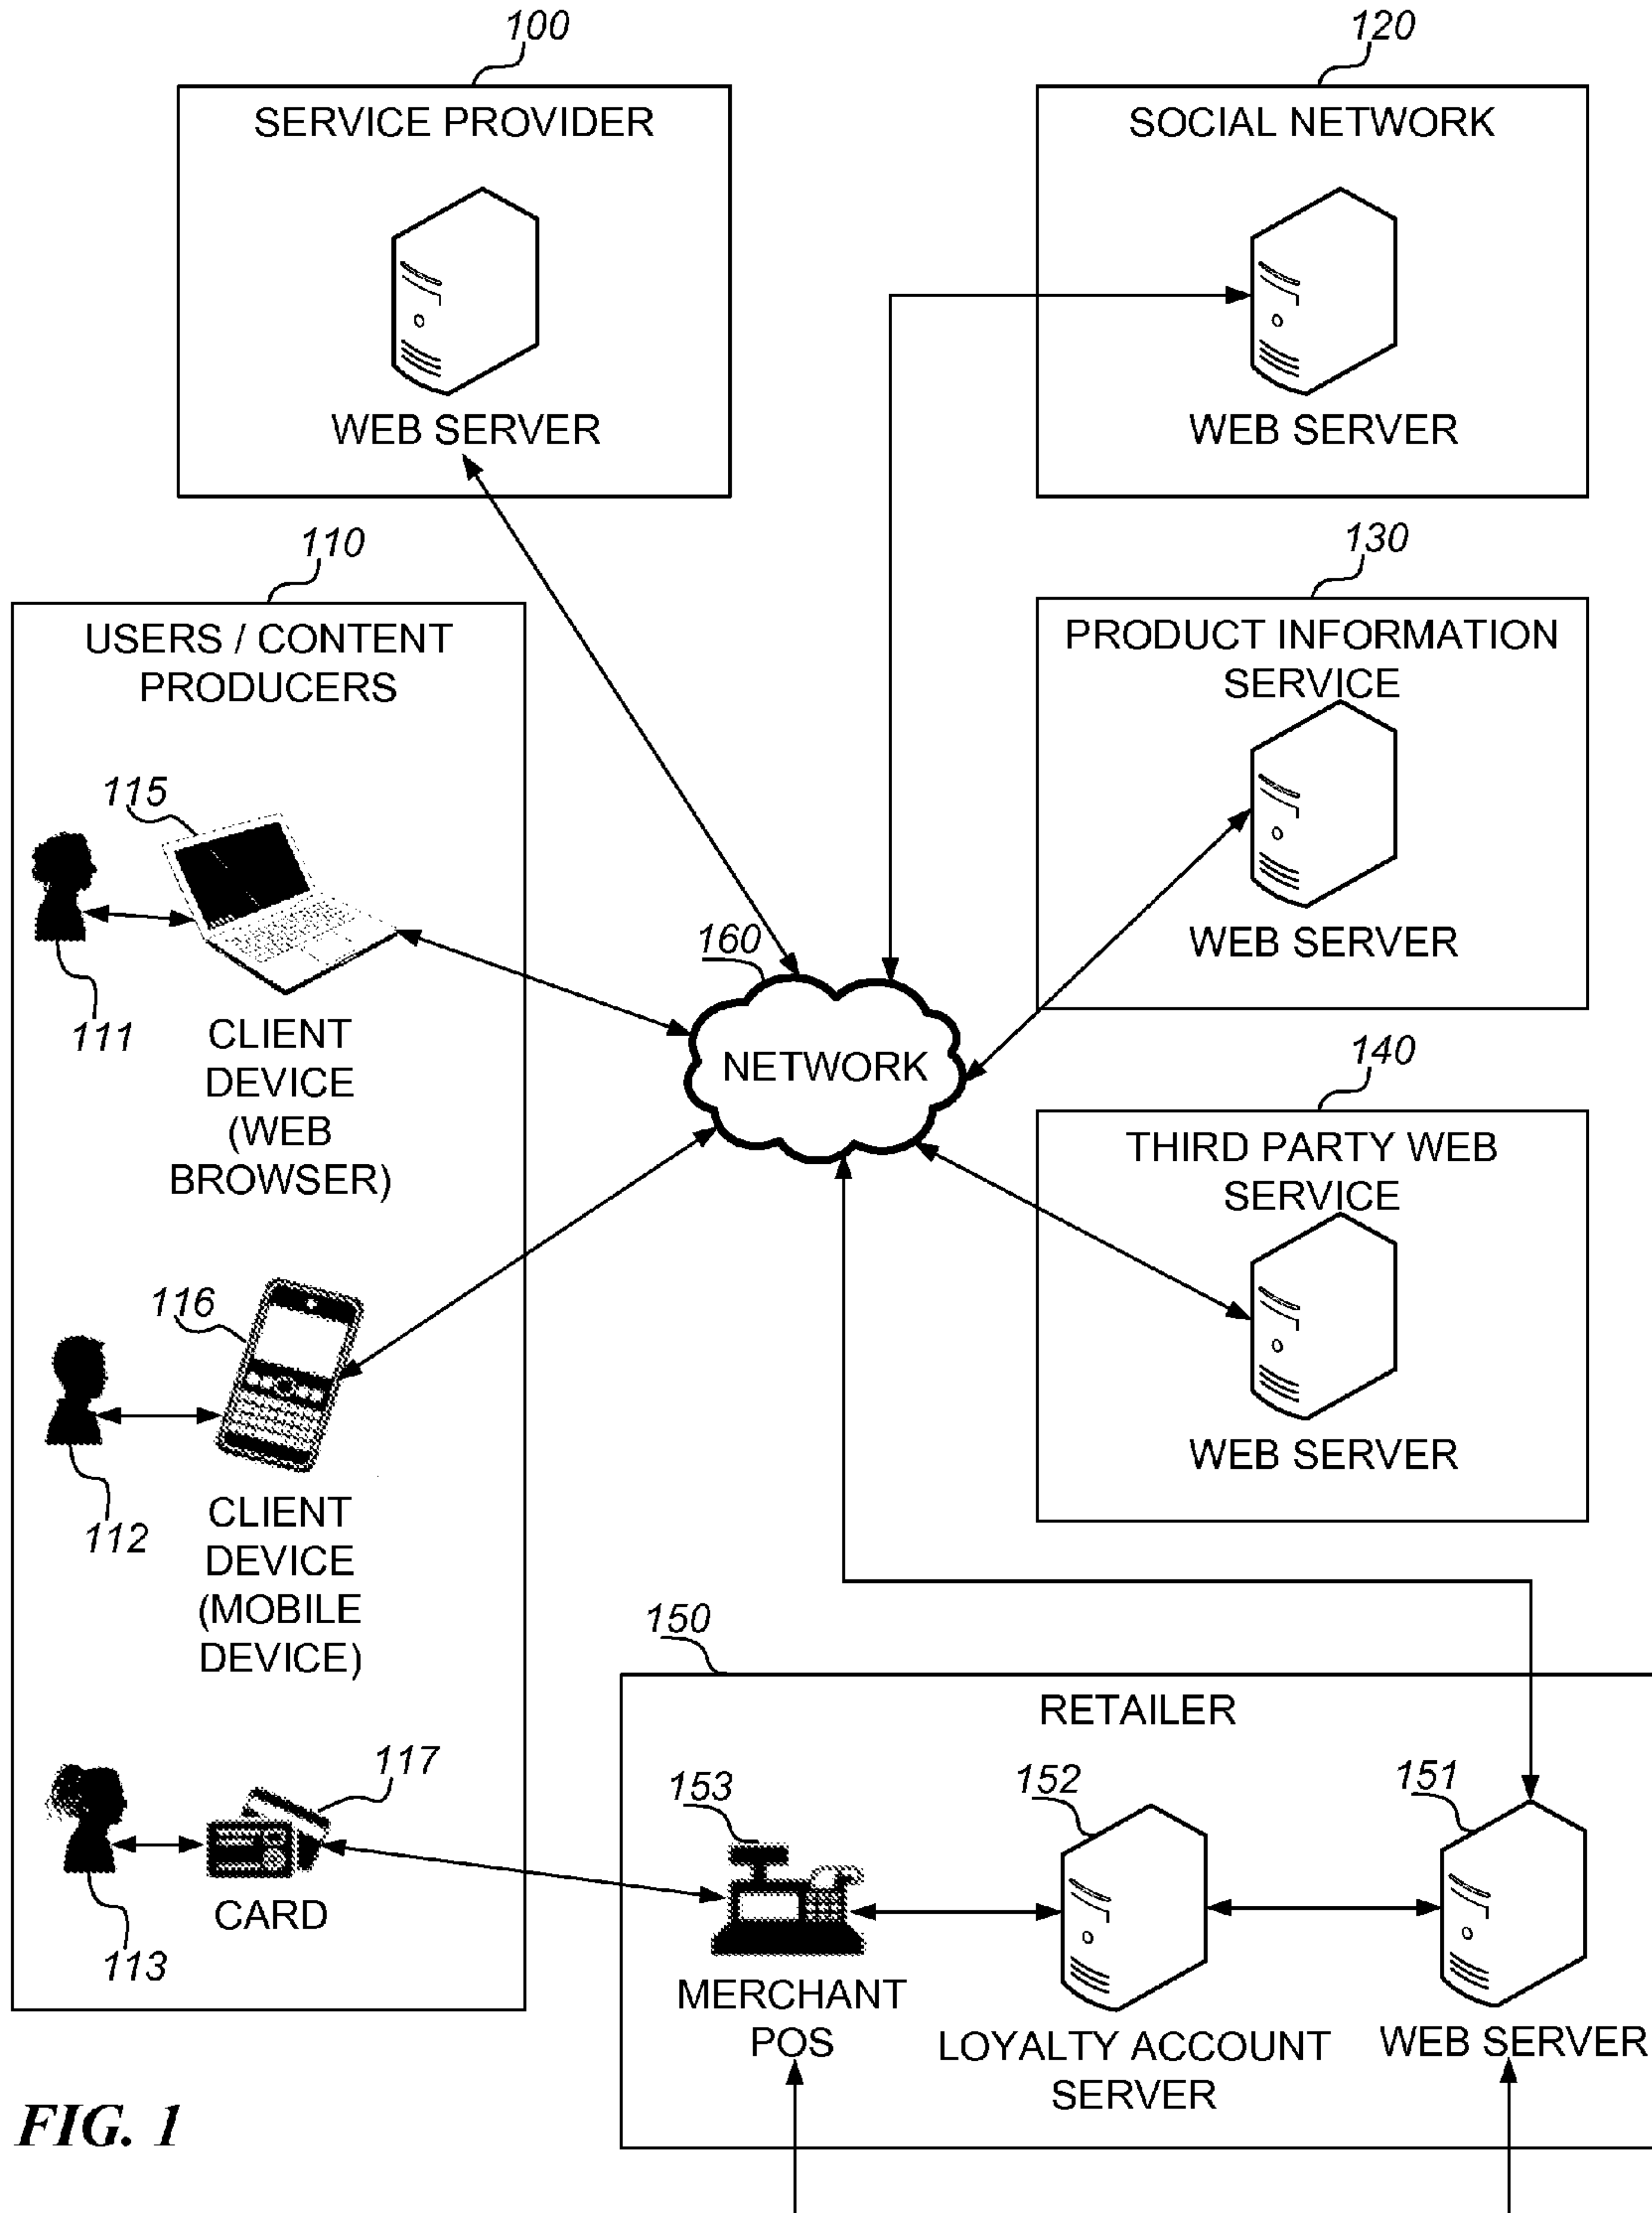 100
SERVICE PROVIDER
WEB SERVER
120
SOCIAL NETWORK
WEB SERVER
110
USERS / CONTENT
PRODUCERS
115
111
CLIENT
DEVICE
(WEB
BROWSER)
116
112
CLIENT
DEVICE
(MOBILE
DEVICE)
117
113
CARD
160
NETWORK
130
PRODUCT INFORMATION
SERVICE
WEB SERVER
140
THIRD PARTY WEB
SERVICE
WEB SERVER
150
RETAILER
153
MERCHANT
POS
152
LOYALTY ACCOUNT
SERVER
151
WEB SERVER
FIG. 1